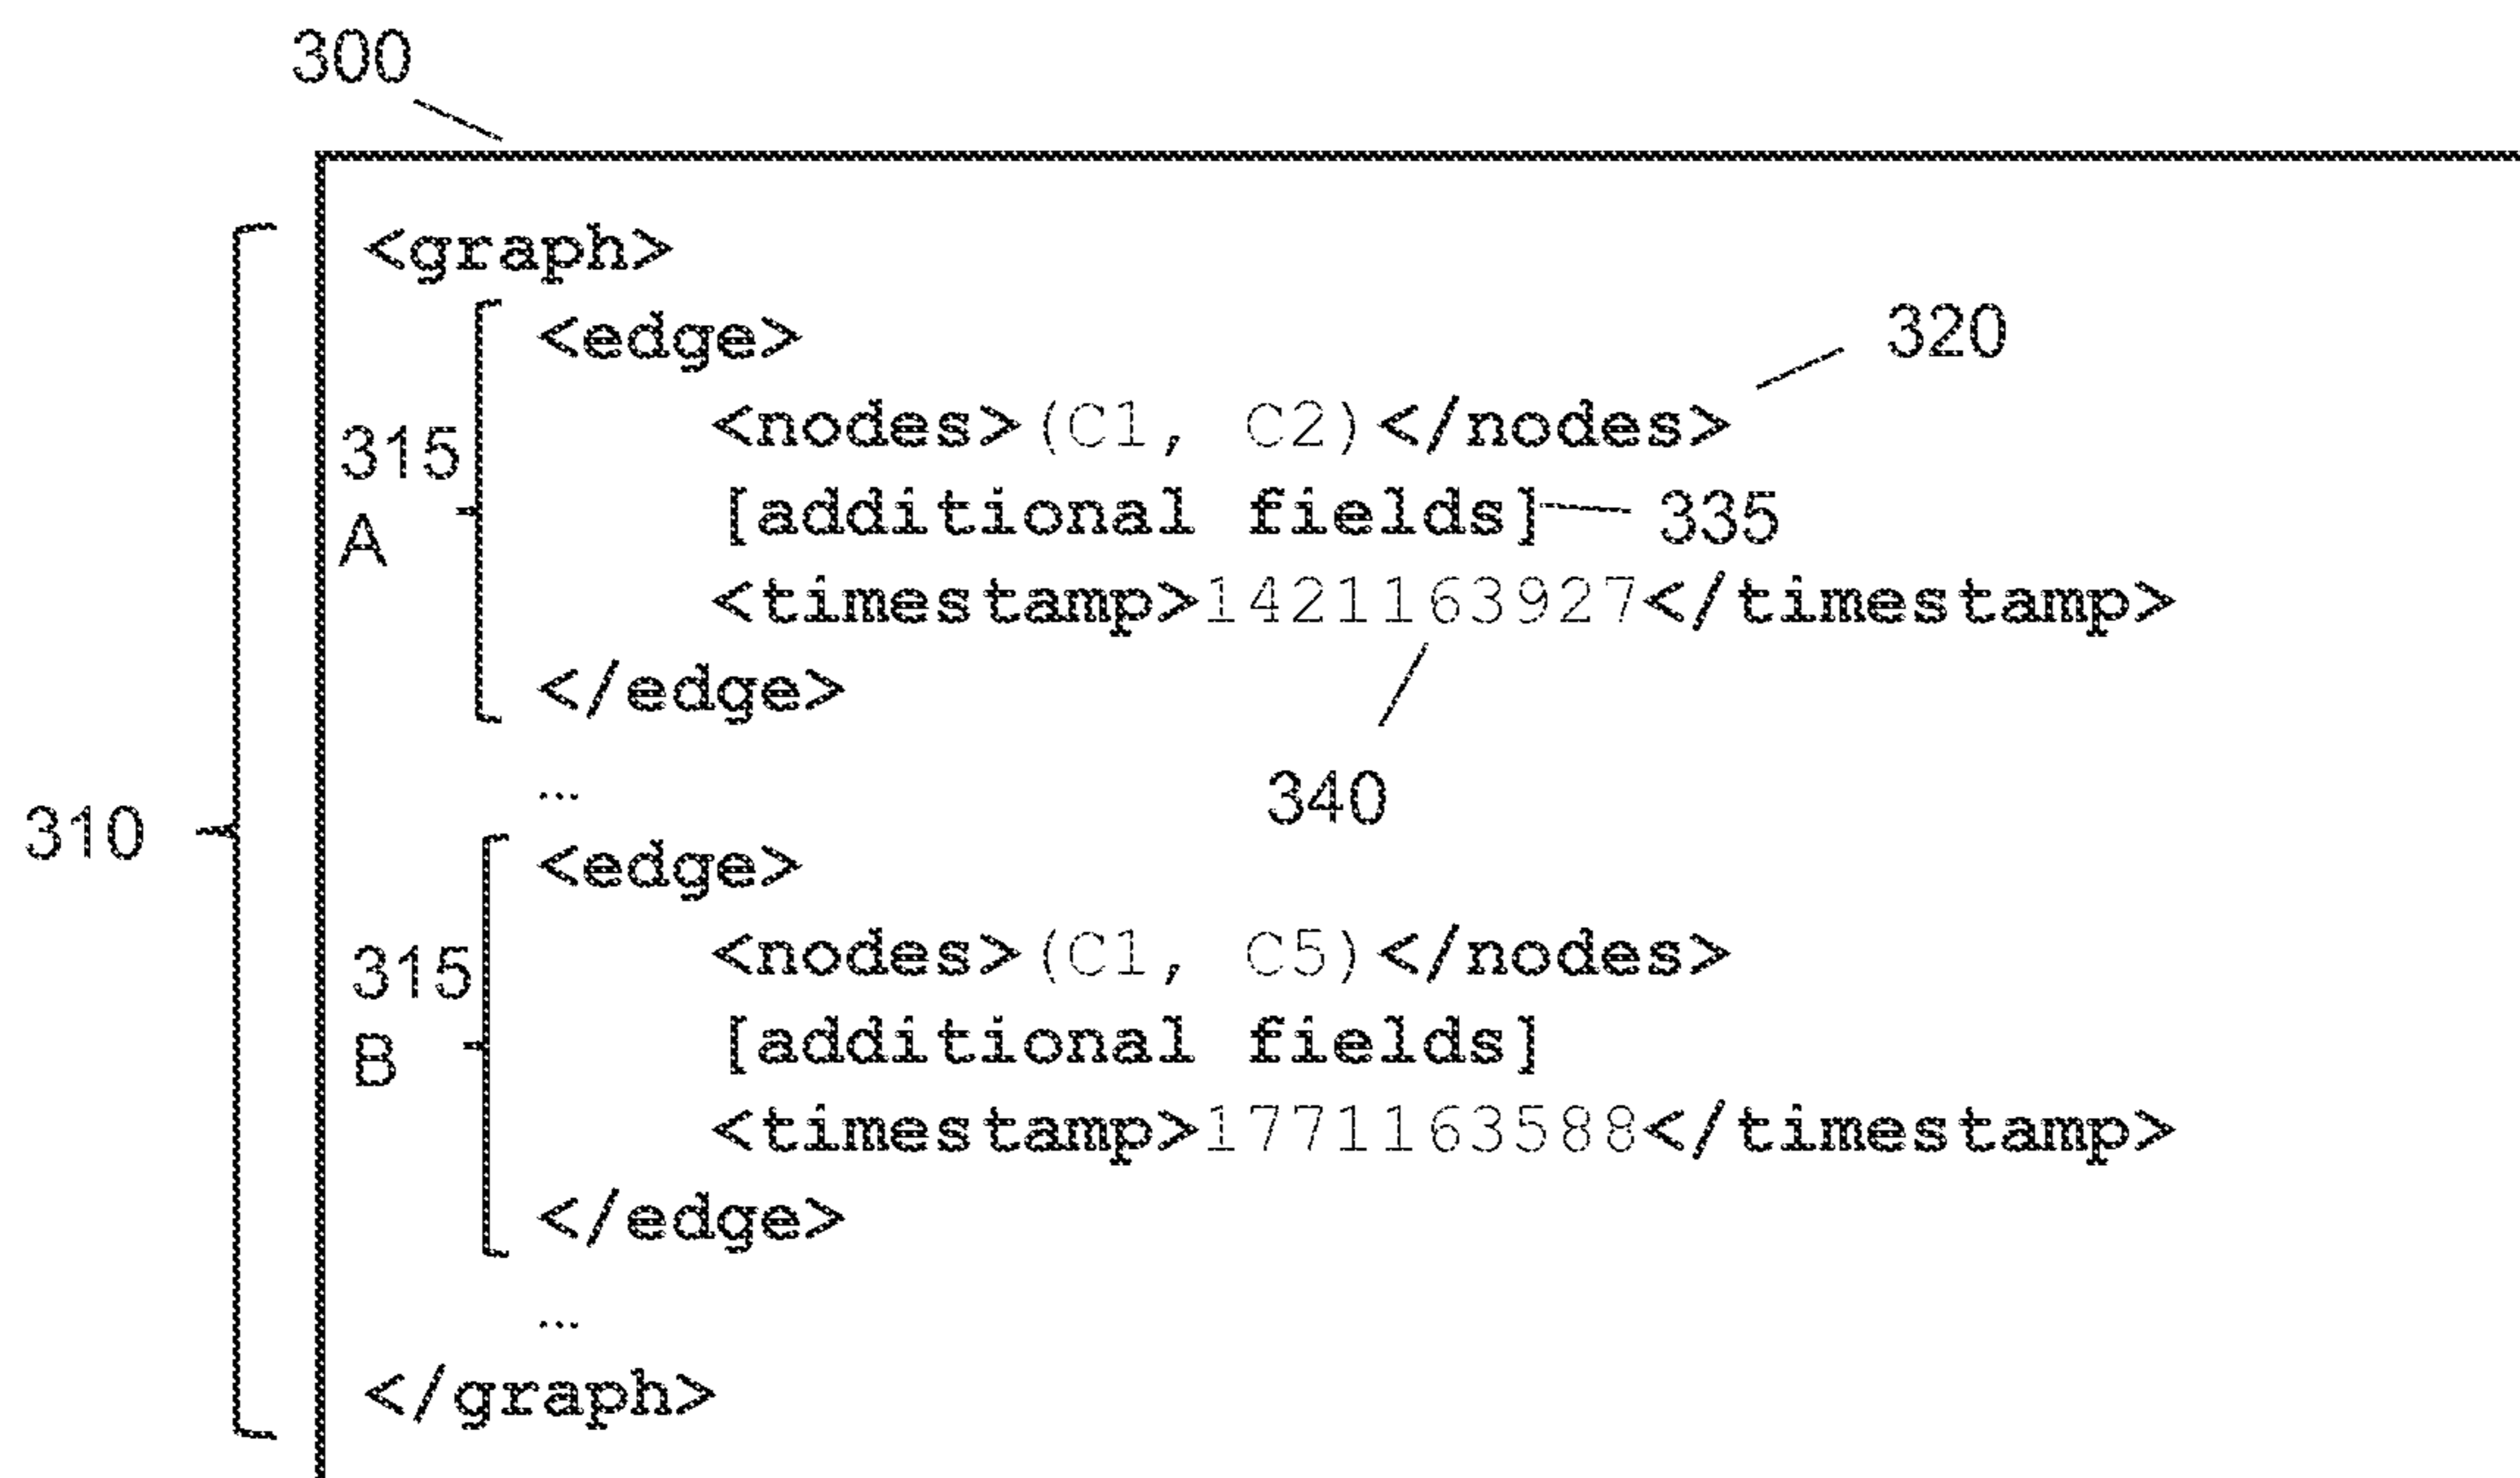 300
<graph>
<edge>
320
315
<nodes>(C1, C2)</nodes>
A
[additional fields]
335
<timestamp>1421163927</timestamp>
</edge>
...
340
310
<edge>
315
<nodes>(C1, C5)</nodes>
B
[additional fields]
<timestamp>1771163588</timestamp>
</edge>
...
</graph>